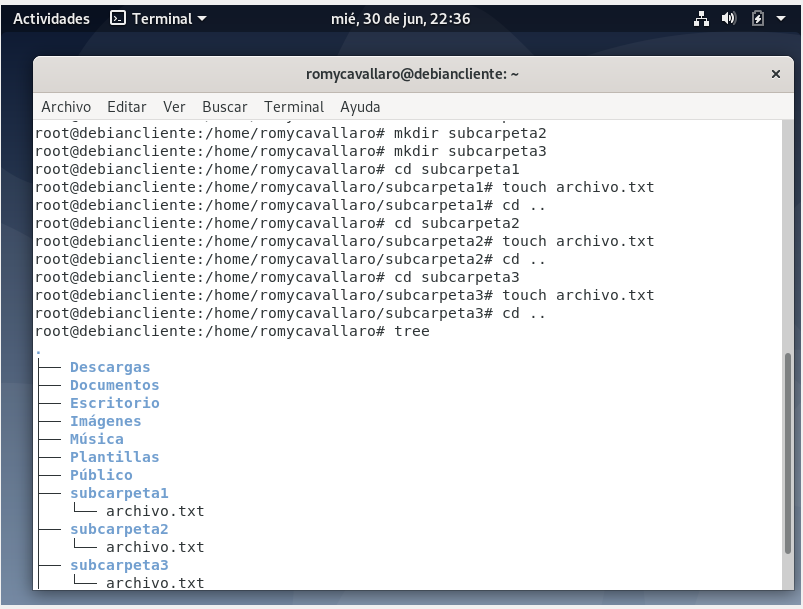 Actividades Terminal mié, 30 de jun, 22:36
romycavallaro@debiancliente: ~
Archivo Editar Ver Buscar Terminal Ayuda
root@debiancliente:/home/romycavallaro# mkdir subcarpeta2
root@debiancliente:/home/romycavallaro# mkdir subcarpeta3
root@debiancliente:/home/romycavallaro# cd subcarpeta1
root@debiancliente:/home/romycavallaro/subcarpeta1# touch archivo.txt
root@debiancliente:/home/romycavallaro/subcarpeta1# cd ..
root@debiancliente:/home/romycavallaro# cd subcarpeta2
root@debiancliente:/home/romycavallaro/subcarpeta2# touch archivo.txt
root@debiancliente:/home/romycavallaro/subcarpeta2# cd ..
root@debiancliente:/home/romycavallaro# cd subcarpeta3
root@debiancliente:/home/romycavallaro/subcarpeta3# touch archivo.txt
root@debiancliente:/home/romycavallaro/subcarpeta3# cd ..
root@debiancliente:/home/romycavallaro# tree
.
├── Descargas
├── Documentos
├── Escritorio
├── Imágenes
├── Música
├── Plantillas
├── Público
├── subcarpeta1
│   └── archivo.txt
├── subcarpeta2
│   └── archivo.txt
├── subcarpeta3
│   └── archivo.txt